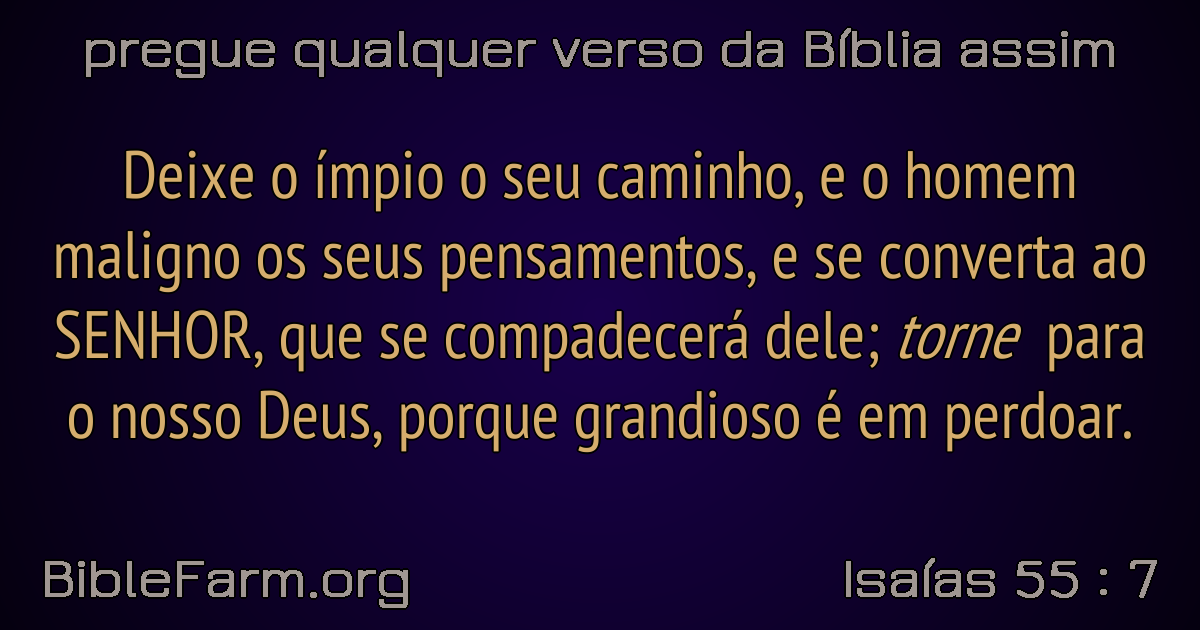 pregue qualquer verso da Bíblia assim
Deixe o ímpio o seu caminho, e o homem
maligno os seus pensamentos, e se converta ao
SENHOR, que se compadecerá dele; torne para
o nosso Deus, porque grandioso é em perdoar.
BibleFarm.org
Isaías 55 : 7